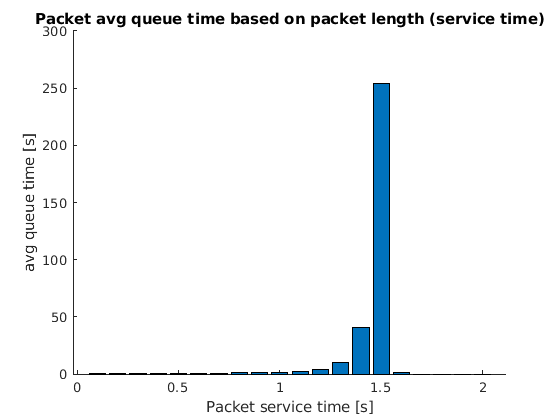 Packet avg queue time based on packet length (service time)
300
250
200
150
100
50
0
avg queue time [s]
0 0.5 1 1.5 2
Packet service time [s]